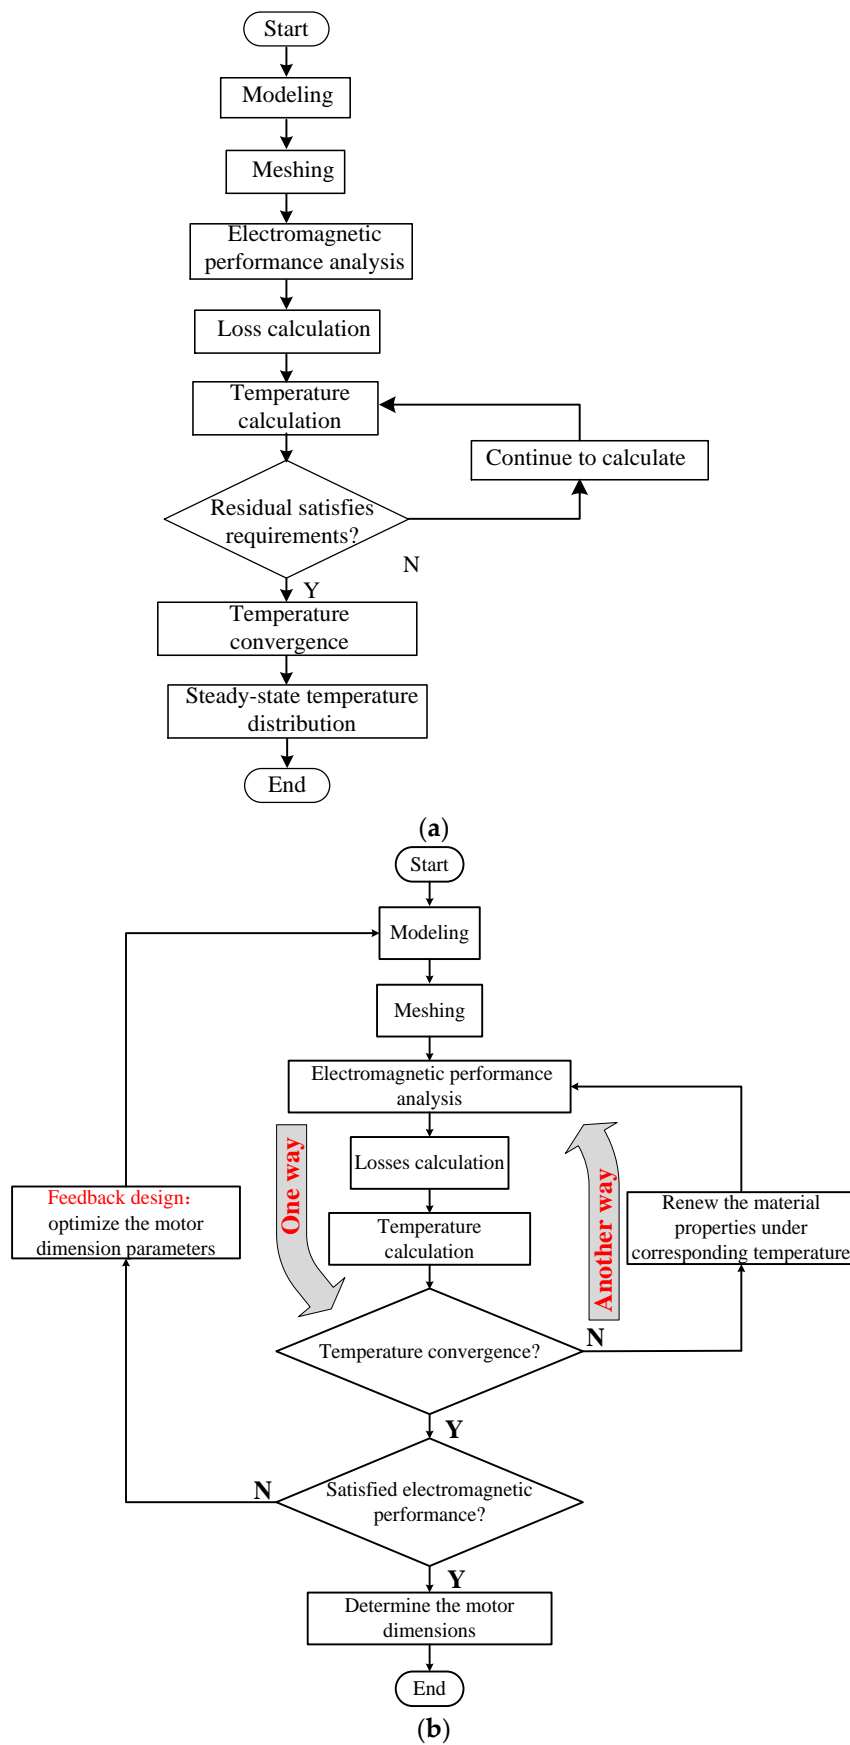 Start
Modeling
Meshing
Electromagnetic
performance analysis
Loss calculation
Temperature
calculation
Continue to calculate
Residual satisfies
requirements?
N
Y
Temperature
convergence
Steady-state temperature
distribution
End
(a)
Start
Modeling
Meshing
Electromagnetic performance
analysis
One way
Another way
Losses calculation
Feedback design：
optimize the motor
dimension parameters
Temperature
calculation
Renew the material
properties under
corresponding temperature
Temperature convergence?
N
Y
Satisfied electromagnetic
performance?
N
Y
Determine the motor
dimensions
End
(b)